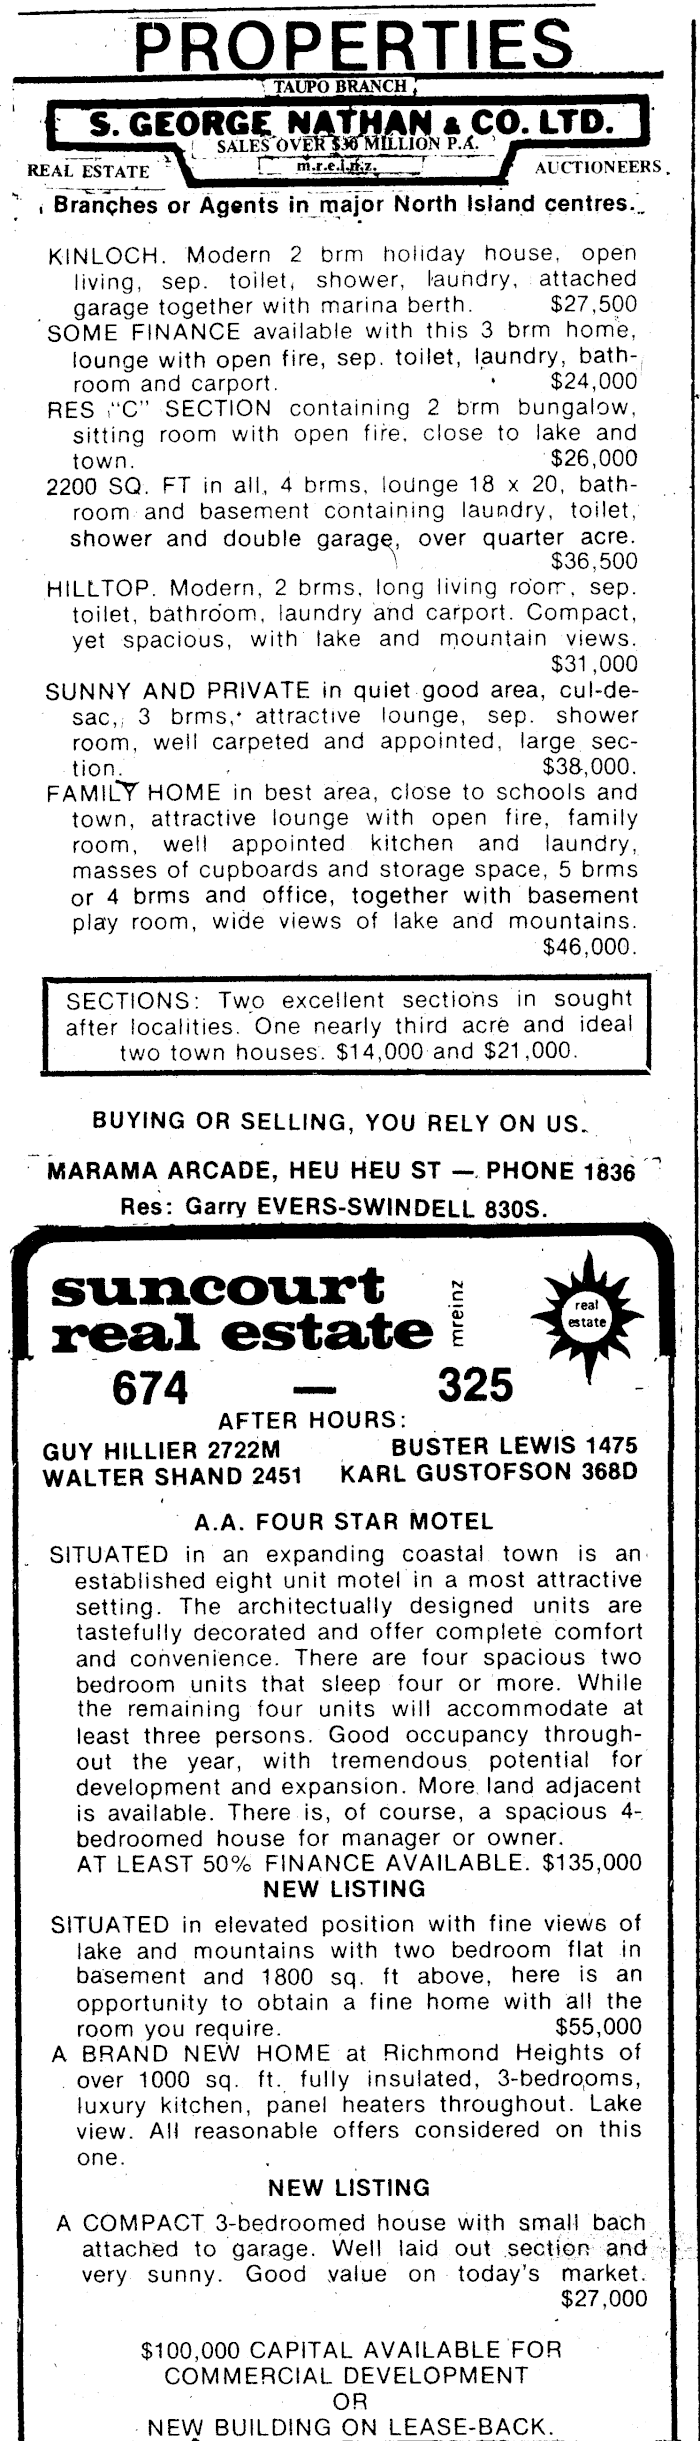 PROPERTIES
TAUPO BRANCH
S. GEORGE NATHAN & CO. LTD.
SALES OVER $30 MILLION P.A.
REAL ESTATE m.r.e.i.n.z. AUCTIONEERS.
Branches or Agents in major North Island centres.
KINLOCH. Modern 2 brm holiday house, open
living, sep. toilet, shower, laundry, attached
garage together with marina berth. $27,500
SOME FINANCE available with this 3 brm home,
lounge with open fire, sep. toilet, laundry, bath-
room and carport. $24,000
RES "C" SECTION containing 2 brm bungalow,
sitting room with open fire, close to lake and
town. $26,000
2200 SQ. FT in all, 4 brms, lounge 18 x 20, bath-
room and basement containing laundry, toilet,
shower and double garage, over quarter acre.
$36,500
HILLTOP. Modern, 2 brms, long living room, sep.
toilet, bathroom, laundry and carport. Compact,
yet spacious, with lake and mountain views.
$31,000
SUNNY AND PRIVATE in quiet good area, cul-de-
sac, 3 brms, attractive lounge, sep. shower
room, well carpeted and appointed, large sec-
tion. $38,000.
FAMILY HOME in best area, close to schools and
town, attractive lounge with open fire, family
room, well appointed kitchen and laundry,
masses of cupboards and storage space, 5 brms
or 4 brms and office, together with basement
play room, wide views of lake and mountains.
$46,000.
SECTIONS: Two excellent sections in sought
after localities. One nearly third acre and ideal
two town houses. $14,000 and $21,000.
BUYING OR SELLING, YOU RELY ON US.
MARAMA ARCADE, HEU HEU ST — PHONE 1836
Res: Garry EVERS-SWINDELL 830S.
suncourt
real estate
mreinz
real
estate
674 — 325
AFTER HOURS:
GUY HILLIER 2722M BUSTER LEWIS 1475
WALTER SHAND 2451 KARL GUSTOFSON 368D
A.A. FOUR STAR MOTEL
SITUATED in an expanding coastal town is an
established eight unit motel in a most attractive
setting. The architectually designed units are
tastefully decorated and offer complete comfort
and convenience. There are four spacious two
bedroom units that sleep four or more. While
the remaining four units will accommodate at
least three persons. Good occupancy through-
out the year, with tremendous potential for
development and expansion. More land adjacent
is available. There is, of course, a spacious 4-
bedroomed house for manager or owner.
AT LEAST 50% FINANCE AVAILABLE. $135,000
NEW LISTING
SITUATED in elevated position with fine views of
lake and mountains with two bedroom flat in
basement and 1800 sq. ft above, here is an
opportunity to obtain a fine home with all the
room you require. $55,000
A BRAND NEW HOME at Richmond Heights of
over 1000 sq. ft. fully insulated, 3-bedrooms,
luxury kitchen, panel heaters throughout. Lake
view. All reasonable offers considered on this
one.
NEW LISTING
A COMPACT 3-bedroomed house with small bach
attached to garage. Well laid out section and
very sunny. Good value on today's market.
$27,000
$100,000 CAPITAL AVAILABLE FOR
COMMERCIAL DEVELOPMENT
OR
NEW BUILDING ON LEASE-BACK.